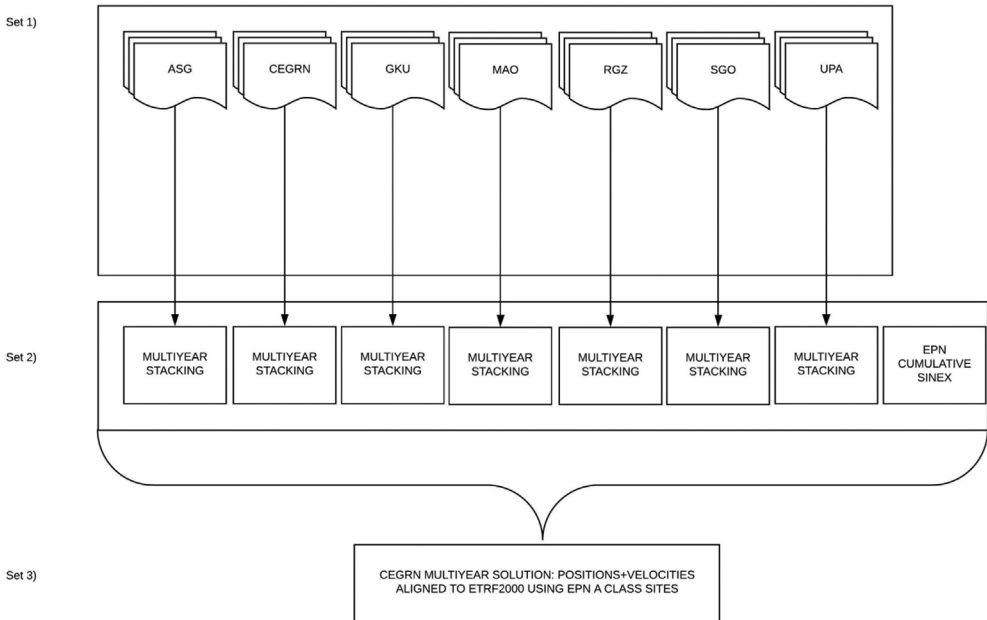 Set 1)
ASG
CEGRN
GKU
MAO
RGZ
SGO
UPA
Set 2)
MULTIYEAR
STACKING
MULTIYEAR
STACKING
MULTIYEAR
STACKING
MULTIYEAR
STACKING
MULTIYEAR
STACKING
MULTIYEAR
STACKING
MULTIYEAR
STACKING
EPN
CUMULATIVE
SINEX
Set 3)
CEGRN MULTIYEAR SOLUTION: POSITIONS+VELOCITIES
ALIGNED TO ETRF2000 USING EPN A CLASS SITES